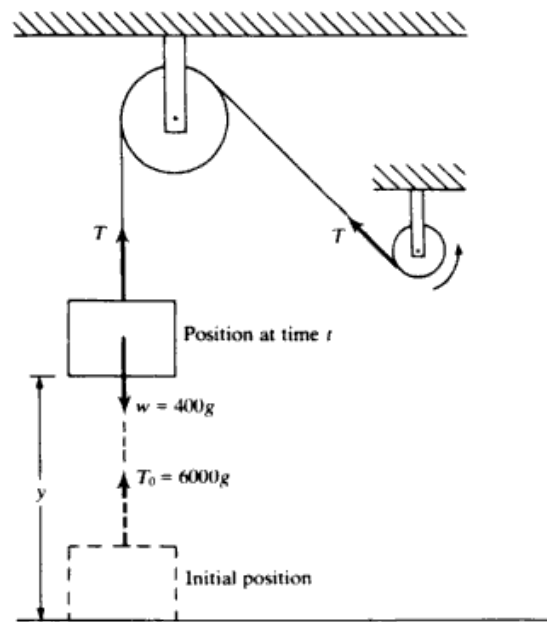 T
T
Position at time t
w = 400g
T₀ = 6000g
y
Initial position